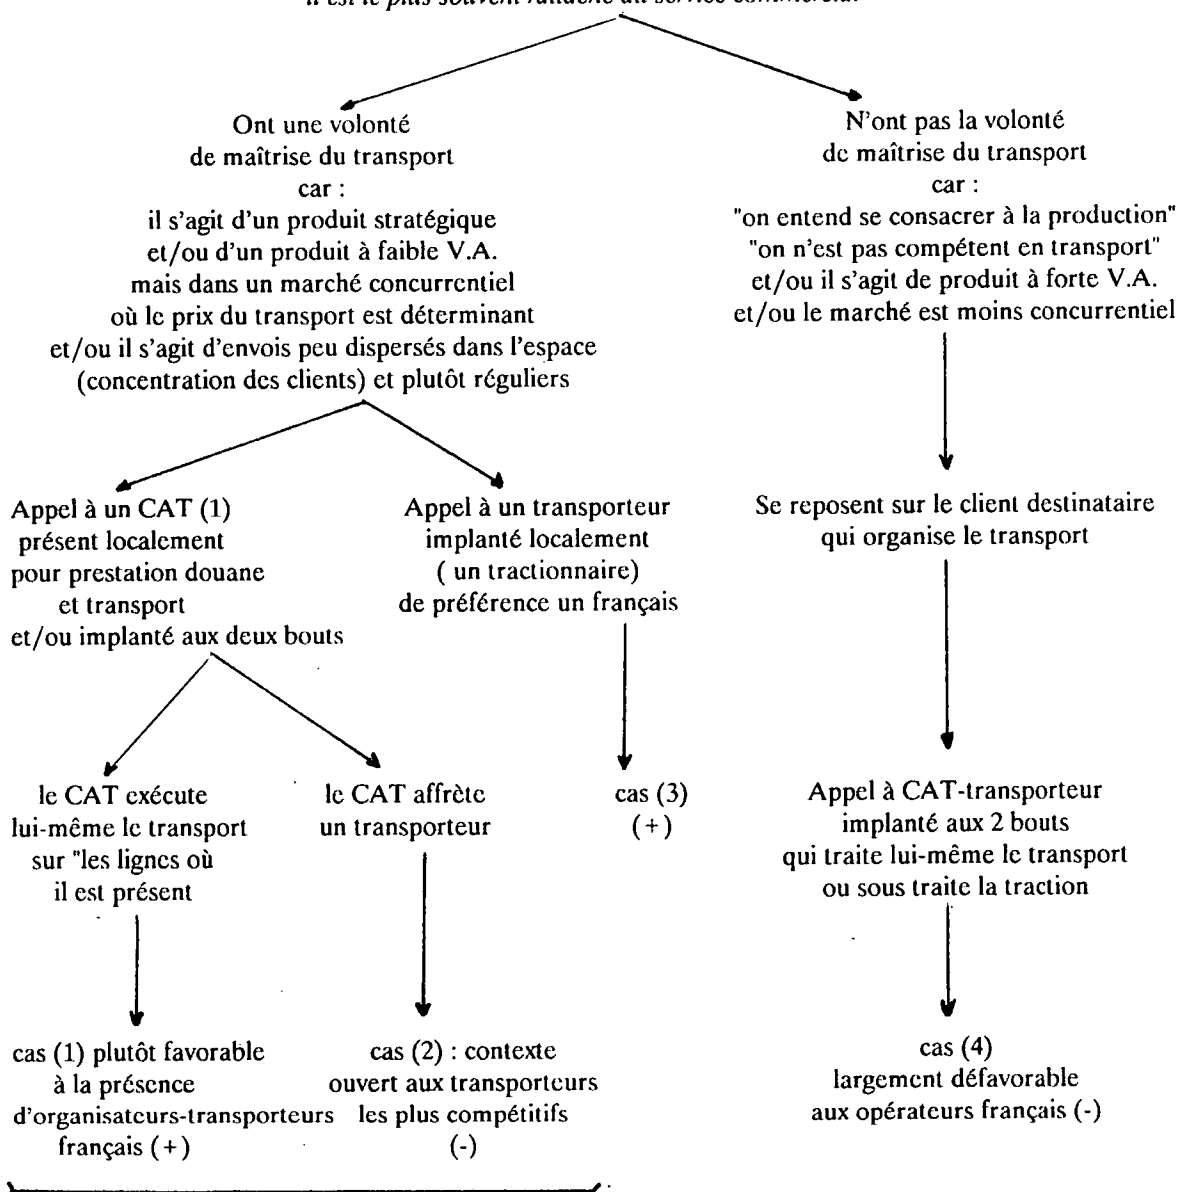 Ont une volonté
de maîtrise du transport
car :
il s'agit d'un produit stratégique
et/ou d'un produit à faible V.A.
mais dans un marché concurrentiel
où le prix du transport est déterminant
et/ou il s'agit d'envois peu dispersés dans l'espace
(concentration des clients) et plutôt réguliers
N'ont pas la volonté
de maîtrise du transport
car :
"on entend se consacrer à la production"
"on n'est pas compétent en transport"
et/ou il s'agit de produit à forte V.A.
et/ou le marché est moins concurrentiel
Appel à un CAT (1)
présent localement
pour prestation douane
et transport
et/ou implanté aux deux bouts
Appel à un transporteur
implanté localement
( un tractionnaire)
de préférence un français
Se reposent sur le client destinataire
qui organise le transport
le CAT exécute
lui-même le transport
sur "les lignes où
il est présent
le CAT affrète
un transporteur
cas (3)
(+)
Appel à CAT-transporteur
implanté aux 2 bouts
qui traite lui-même le transport
ou sous traite la traction
cas (1) plutôt favorable
à la présence
d'organisateurs-transporteurs
français (+)
cas (2) : contexte
ouvert aux transporteurs
les plus compétitifs
(-)
cas (4)
largement défavorable
aux opérateurs français (-)